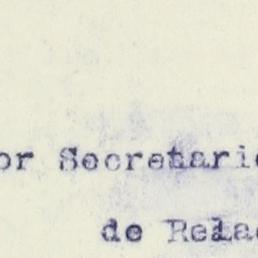 or Secretari
de Rela